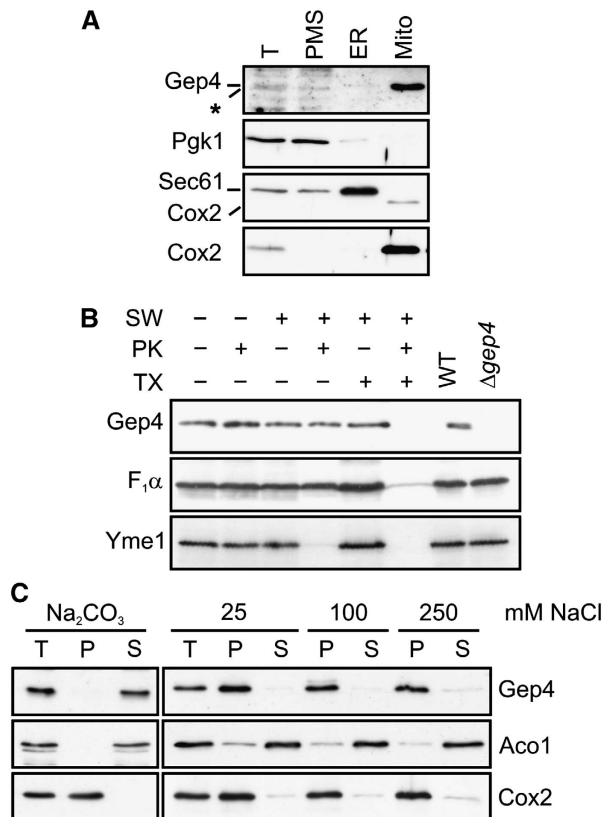 A
T PMS ER Mito
Gep4
*
Pgk1
Sec61
Cox2
Cox2
B
SW – – + + + +
PK – + – + – +
TX – – – – + +
WT Δgep4
Gep4
F₁α
Yme1
C
Na₂CO₃ 25 100 250 mM NaCl
T P S T P S P S P S
Gep4
Aco1
Cox2